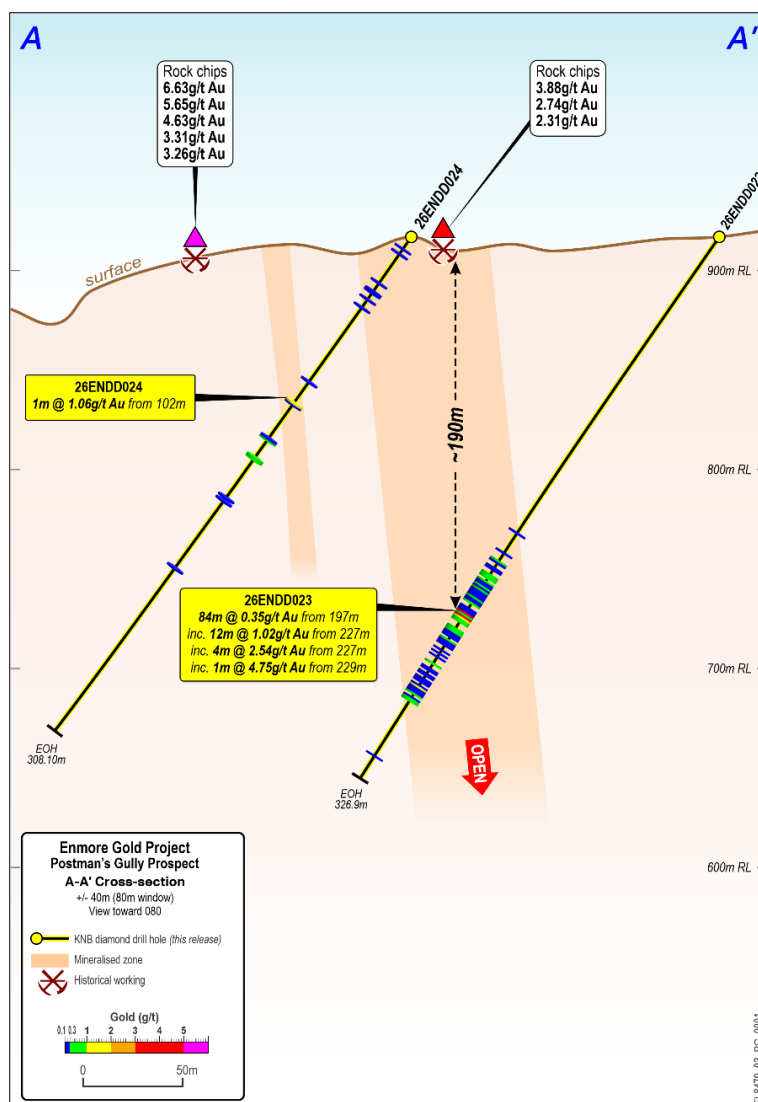 A
A'
Rock chips
6.63g/t Au
5.65g/t Au
4.63g/t Au
3.31g/t Au
3.26g/t Au
Rock chips
3.88g/t Au
2.74g/t Au
2.31g/t Au
26ENDD024
surface
900m RL
26ENDD024
1m @ 1.06g/t Au from 102m
~190m
800m RL
26ENDD023
84m @ 0.35g/t Au from 197m
inc. 12m @ 1.02g/t Au from 227m
inc. 4m @ 2.54g/t Au from 227m
inc. 1m @ 4.75g/t Au from 229m
700m RL
OPEN
EOH
308.10m
EOH
326.9m
600m RL
Enmore Gold Project
Postman's Gully Prospect
A-A' Cross-section
+/- 40m (80m window)
View toward 080
KNB diamond drill hole (this release)
Mineralised zone
Historical working
Gold (g/t)
0.1 0.3 1 2 3 4 5
0 50m